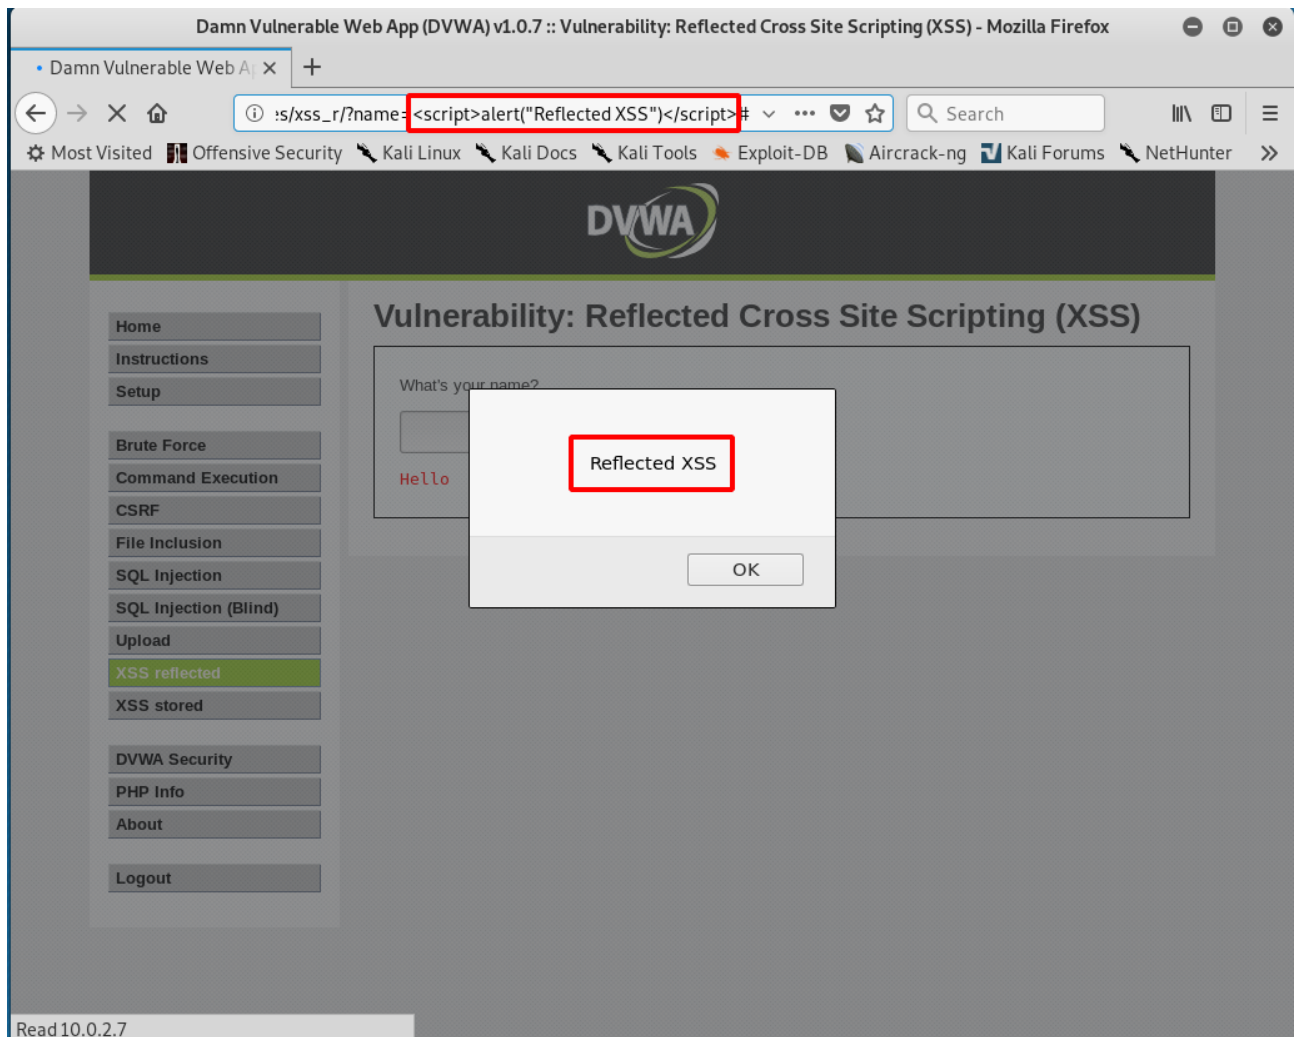 Damn Vulnerable Web App (DVWA) v1.0.7 :: Vulnerability: Reflected Cross Site Scripting (XSS) - Mozilla Firefox
Damn Vulnerable Web A
:s/xss_r/?name=<script>alert("Reflected XSS")</script>#
Search
Most Visited Offensive Security Kali Linux Kali Docs Kali Tools Exploit-DB Aircrack-ng Kali Forums NetHunter
DVWA
Vulnerability: Reflected Cross Site Scripting (XSS)
Home
Instructions
Setup
Brute Force
Command Execution
CSRF
File Inclusion
SQL Injection
SQL Injection (Blind)
Upload
XSS reflected
XSS stored
DVWA Security
PHP Info
About
Logout
What's your name?
Hello
Reflected XSS
OK
Read 10.0.2.7